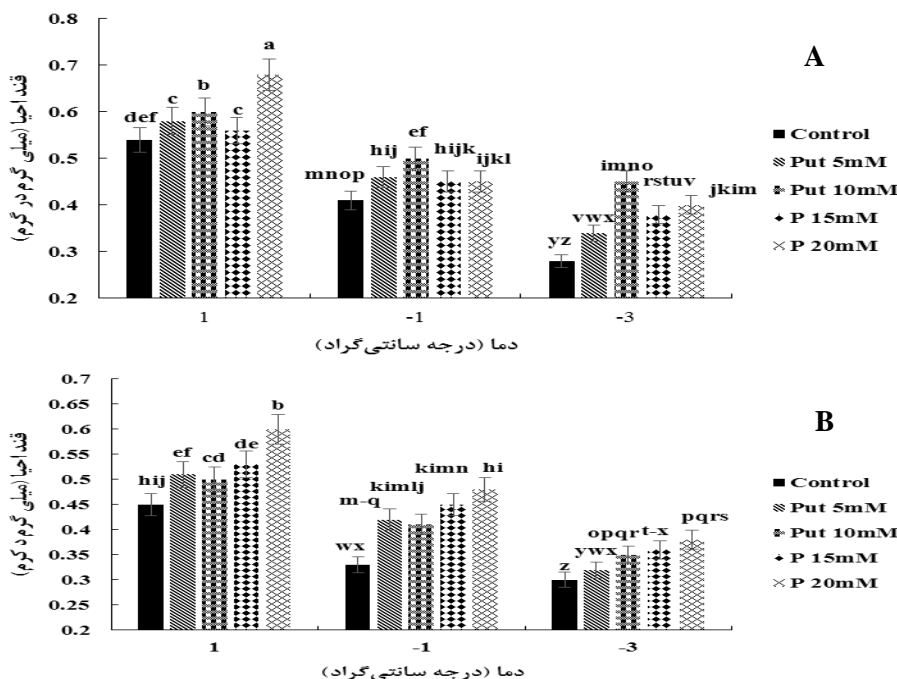 0.8
0.7
0.6
0.5
0.4
0.3
0.2
قند احیا (میلی گرم در گرم)
def
c
b
c
a
mnop
hij
ef
hijk
ijkl
yz
vwx
imno
rstuv
jkim
1
-1
-3
دما (درجه سانتی‌گراد)
A
Control
Put 5mM
Put 10mM
P 15mM
P 20mM
0.7
0.65
0.6
0.55
0.5
0.45
0.4
0.35
0.3
0.25
0.2
قند احیا (میلی گرم د کرم)
hij
ef
cd
de
b
wx
m-q
kimlj
kimn
hi
z
ywx
opqr
t-x
pqrs
1
-1
-3
دما (درجه سانتی‌گراد)
B
Control
Put 5mM
Put 10mM
P 15mM
P 20mM